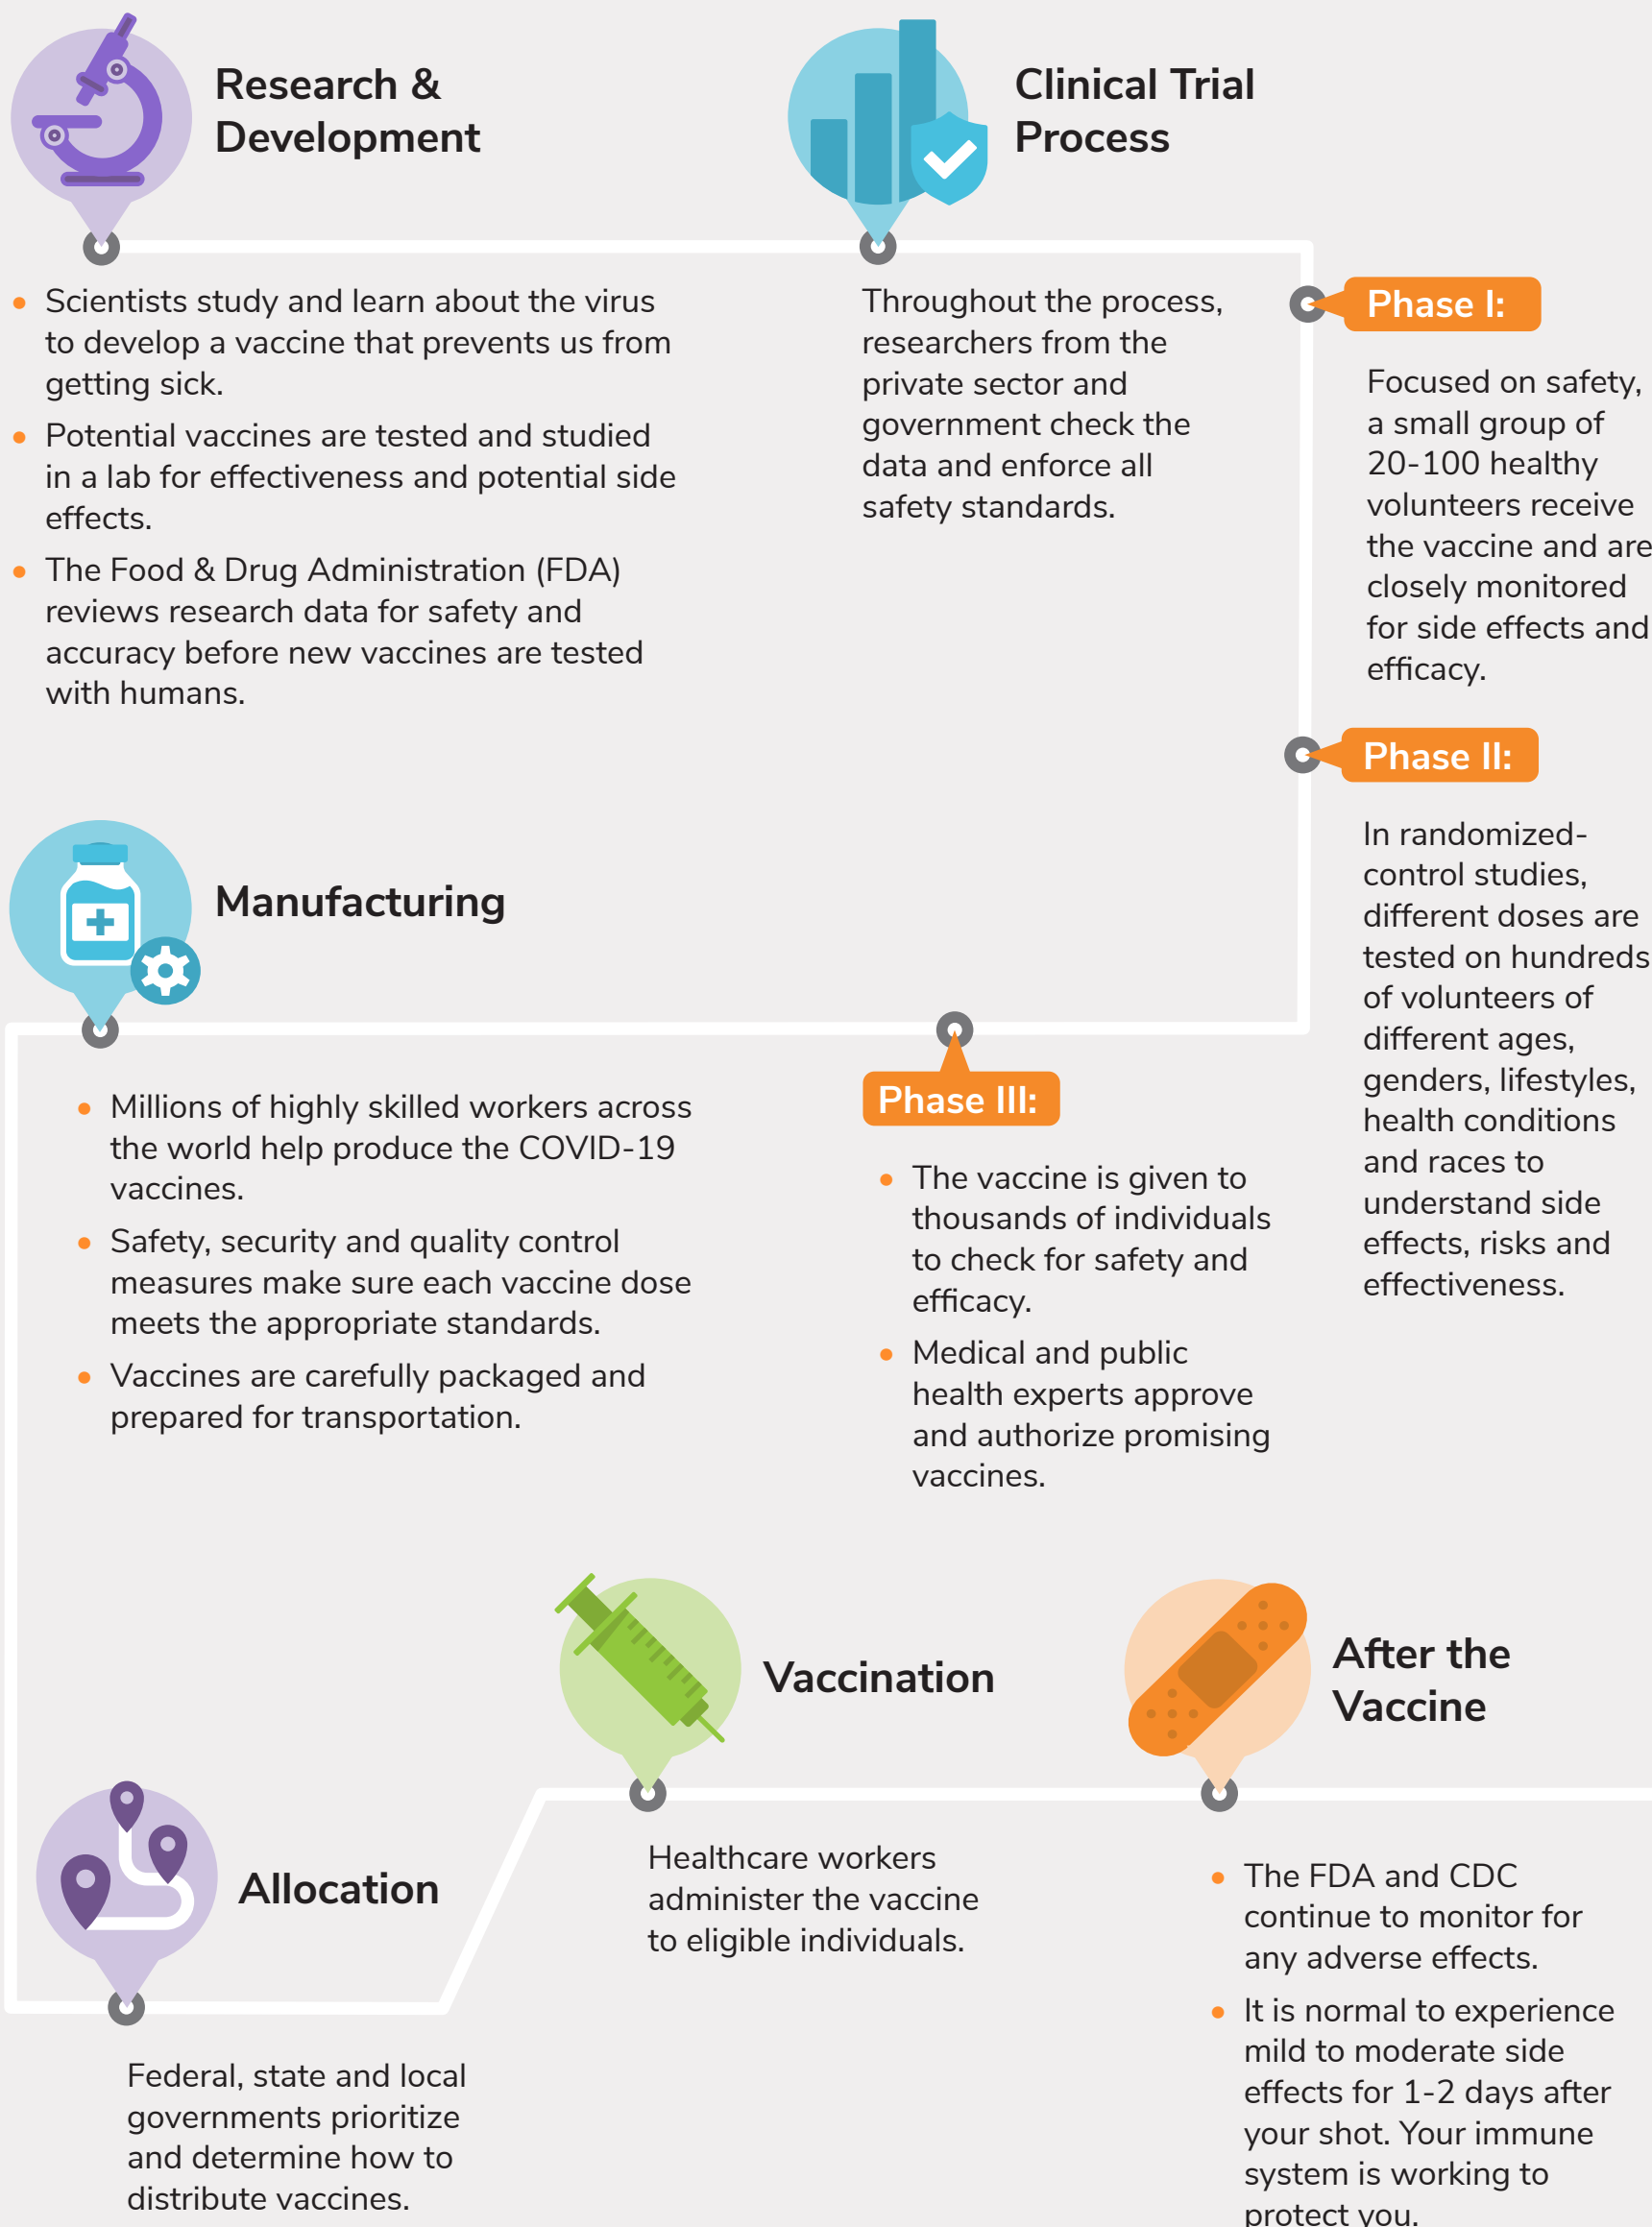 Research &
Development
Scientists study and learn about the virus
to develop a vaccine that prevents us from
getting sick.
Potential vaccines are tested and studied
in a lab for effectiveness and potential side
effects.
The Food & Drug Administration (FDA)
reviews research data for safety and
accuracy before new vaccines are tested
with humans.
Clinical Trial
Process
Throughout the process,
researchers from the
private sector and
government check the
data and enforce all
safety standards.
Phase I:
Focused on safety,
a small group of
20-100 healthy
volunteers receive
the vaccine and are
closely monitored
for side effects and
efficacy.
Phase II:
In randomized-
control studies,
different doses are
tested on hundreds
of volunteers of
different ages,
genders, lifestyles,
health conditions
and races to
understand side
effects, risks and
effectiveness.
Phase III:
The vaccine is given to
thousands of individuals
to check for safety and
efficacy.
Medical and public
health experts approve
and authorize promising
vaccines.
Manufacturing
Millions of highly skilled workers across
the world help produce the COVID-19
vaccines.
Safety, security and quality control
measures make sure each vaccine dose
meets the appropriate standards.
Vaccines are carefully packaged and
prepared for transportation.
Allocation
Federal, state and local
governments prioritize
and determine how to
distribute vaccines.
Vaccination
Healthcare workers
administer the vaccine
to eligible individuals.
After the
Vaccine
The FDA and CDC
continue to monitor for
any adverse effects.
It is normal to experience
mild to moderate side
effects for 1-2 days after
your shot. Your immune
system is working to
protect you.